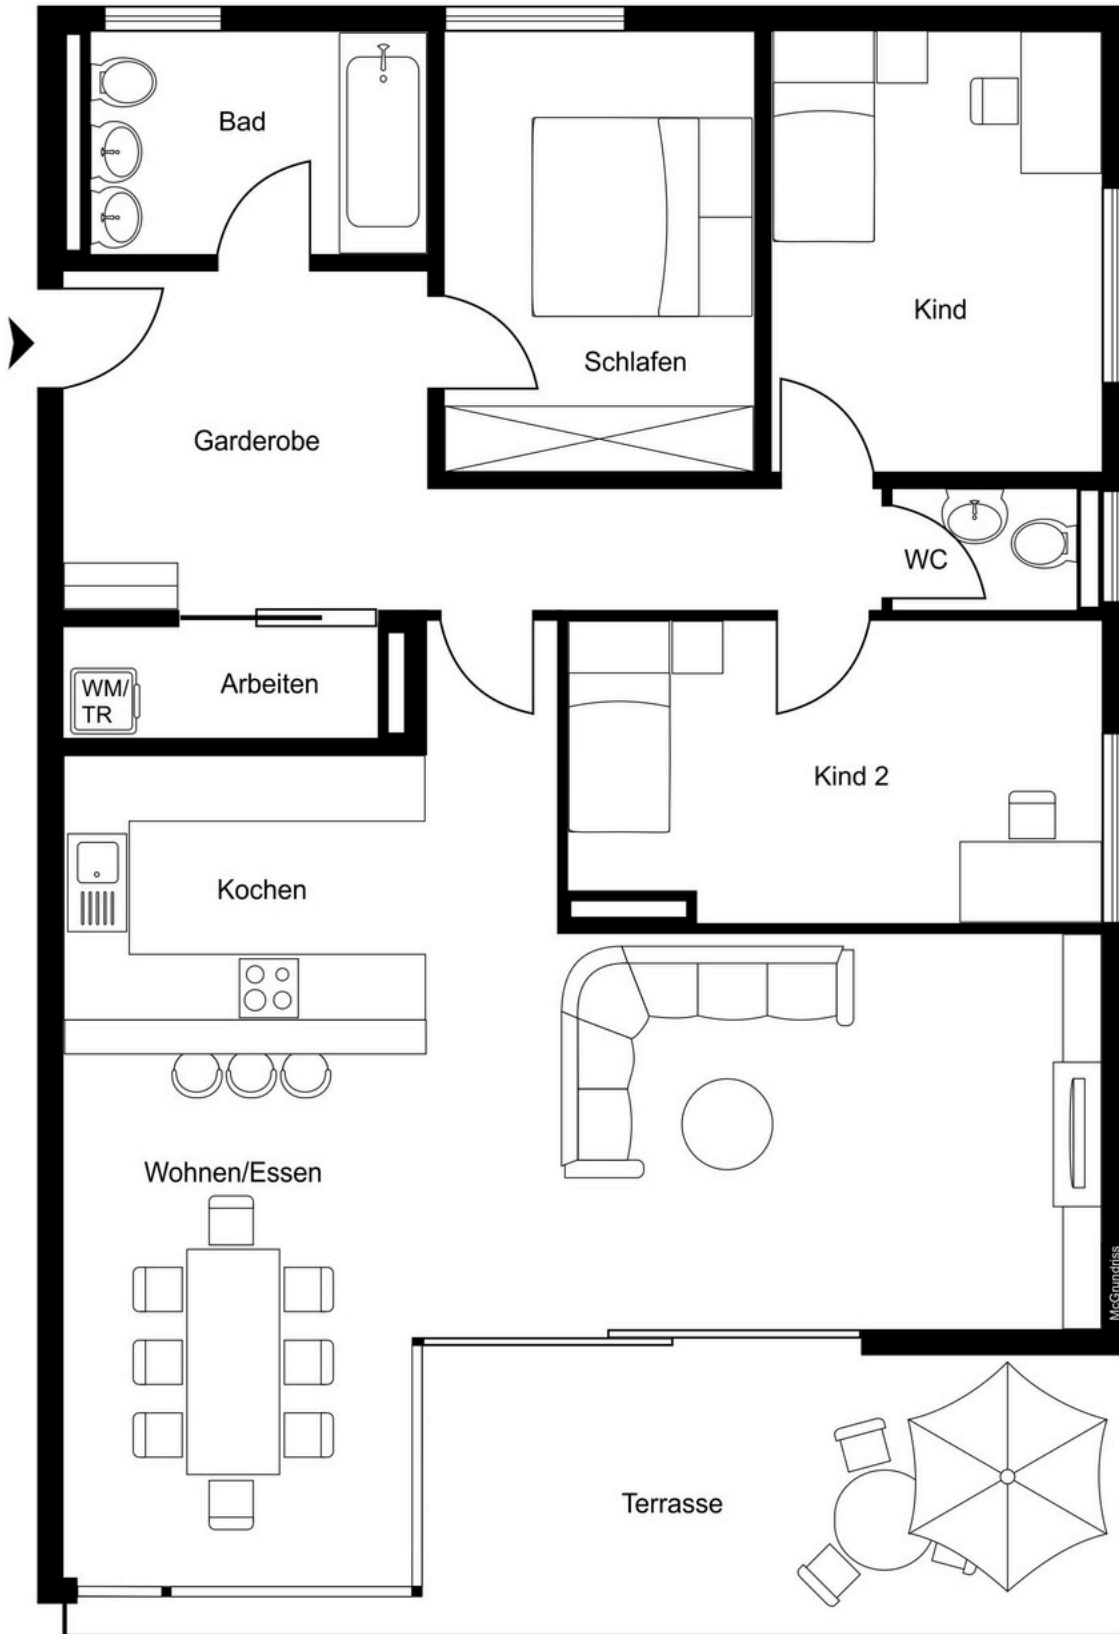 Bad
Kind
Schlafen
Garderobe
WC
WM/
TR
Arbeiten
Kind 2
Kochen
Wohnen/Essen
McGrundriss
Terrasse